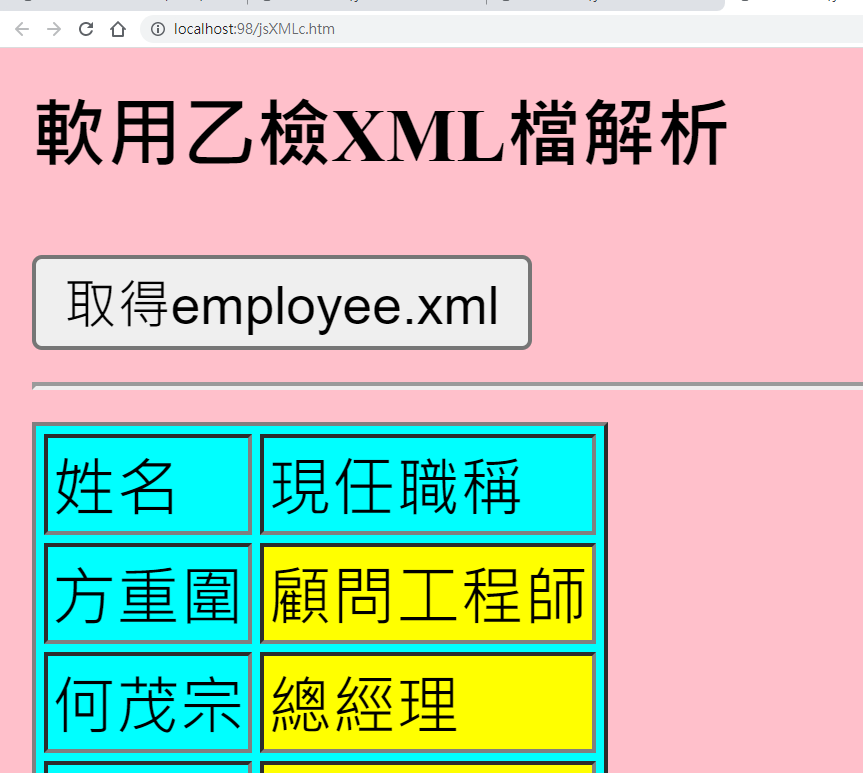 localhost:98/jsXMLc.htm
軟用乙檢XML檔解析
取得employee.xml
姓名 現任職稱
方重圍 顧問工程師
何茂宗 總經理